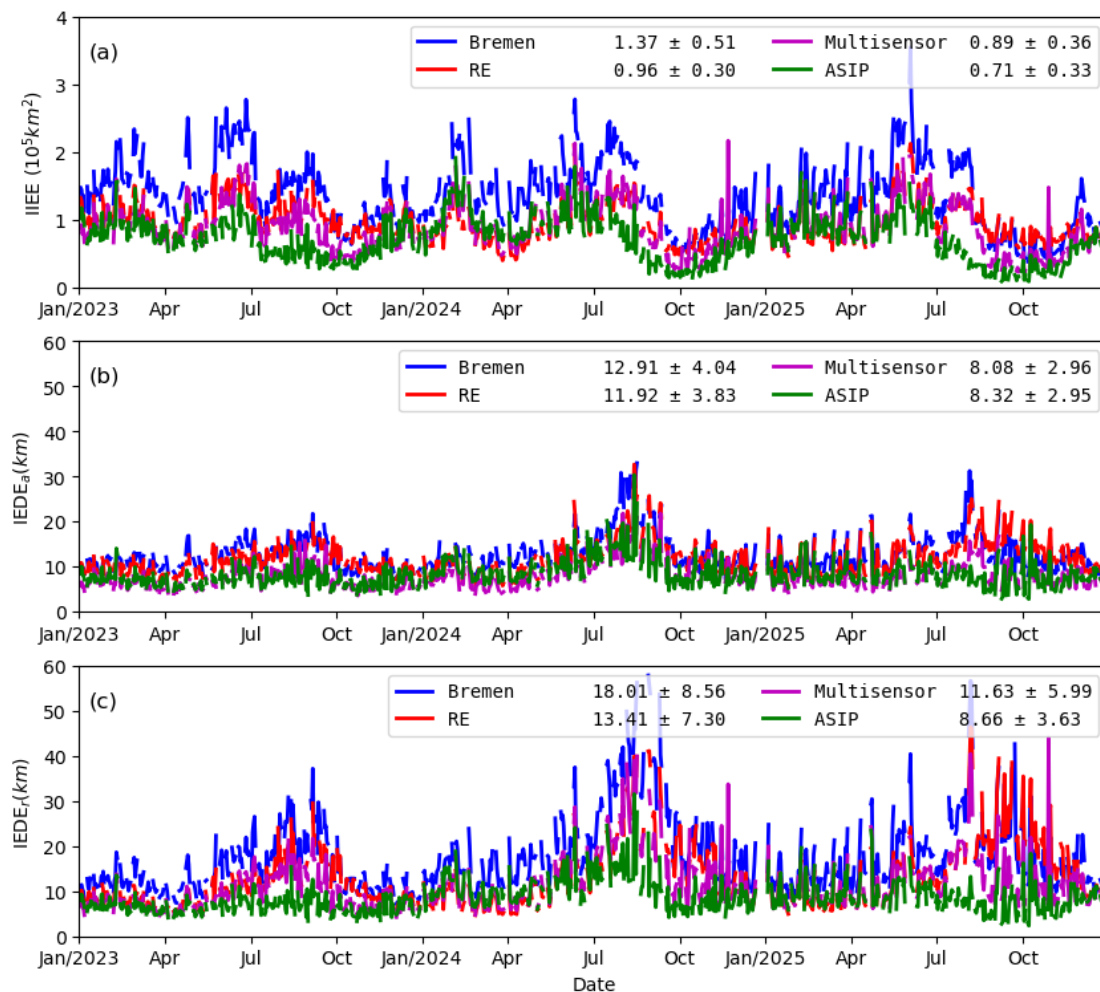 4
(a)
Bremen 1.37 ± 0.51 Multisensor 0.89 ± 0.36
RE 0.96 ± 0.30 ASIP 0.71 ± 0.33
3
2
1
0
IIEE (10⁵km²)
Jan/2023 Apr Jul Oct Jan/2024 Apr Jul Oct Jan/2025 Apr Jul Oct
60
(b)
Bremen 12.91 ± 4.04 Multisensor 8.08 ± 2.96
RE 11.92 ± 3.83 ASIP 8.32 ± 2.95
50
40
30
20
10
0
IEDEₐ(km)
Jan/2023 Apr Jul Oct Jan/2024 Apr Jul Oct Jan/2025 Apr Jul Oct
60
(c)
Bremen 18.01 ± 8.56 Multisensor 11.63 ± 5.99
RE 13.41 ± 7.30 ASIP 8.66 ± 3.63
50
40
30
20
10
0
IEDEᵣ(km)
Jan/2023 Apr Jul Oct Jan/2024 Apr Jul Oct Jan/2025 Apr Jul Oct
Date